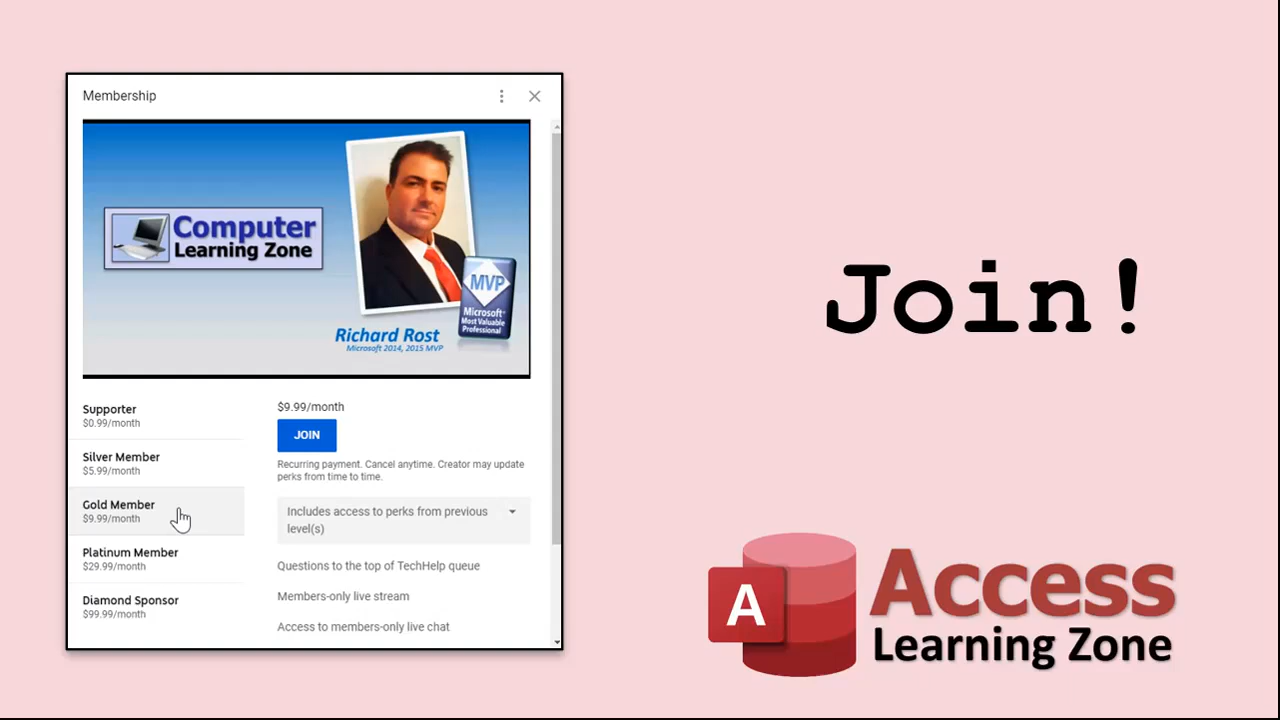 Membership
Computer
Learning Zone
MVP
Microsoft®
Most Valuable
Professional
Richard Rost
Microsoft 2014, 2015 MVP
Supporter
$0.99/month
Silver Member
$5.99/month
Gold Member
$9.99/month
Platinum Member
$29.99/month
Diamond Sponsor
$99.99/month
$9.99/month
JOIN
Recurring payment. Cancel anytime. Creator may update
perks from time to time.
Includes access to perks from previous
level(s)
Questions to the top of TechHelp queue
Members-only live stream
Access to members-only live chat
Join!
A
Access
Learning Zone